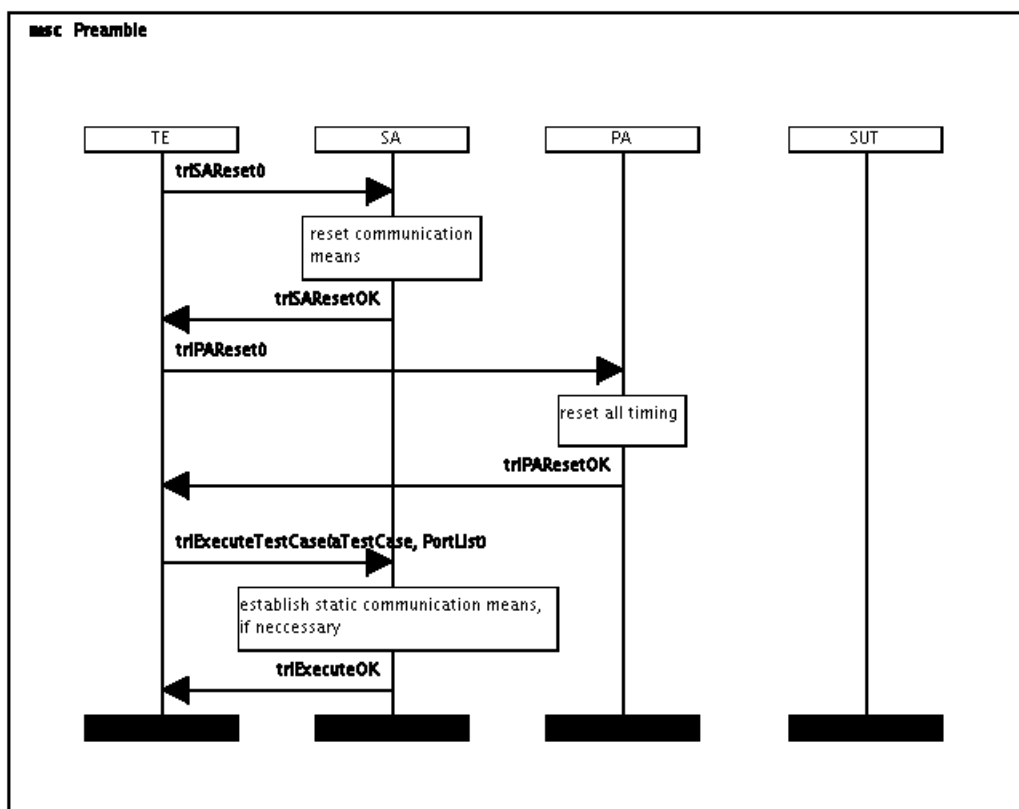 msc Preamble
TE SA PA SUT
triSAReset()
reset communication
means
triSAResetOK
triPAReset()
reset all timing
triPAResetOK
triExecuteTestCase(aTestCase, PortList)
establish static communication means,
if neccessary
triExecuteOK